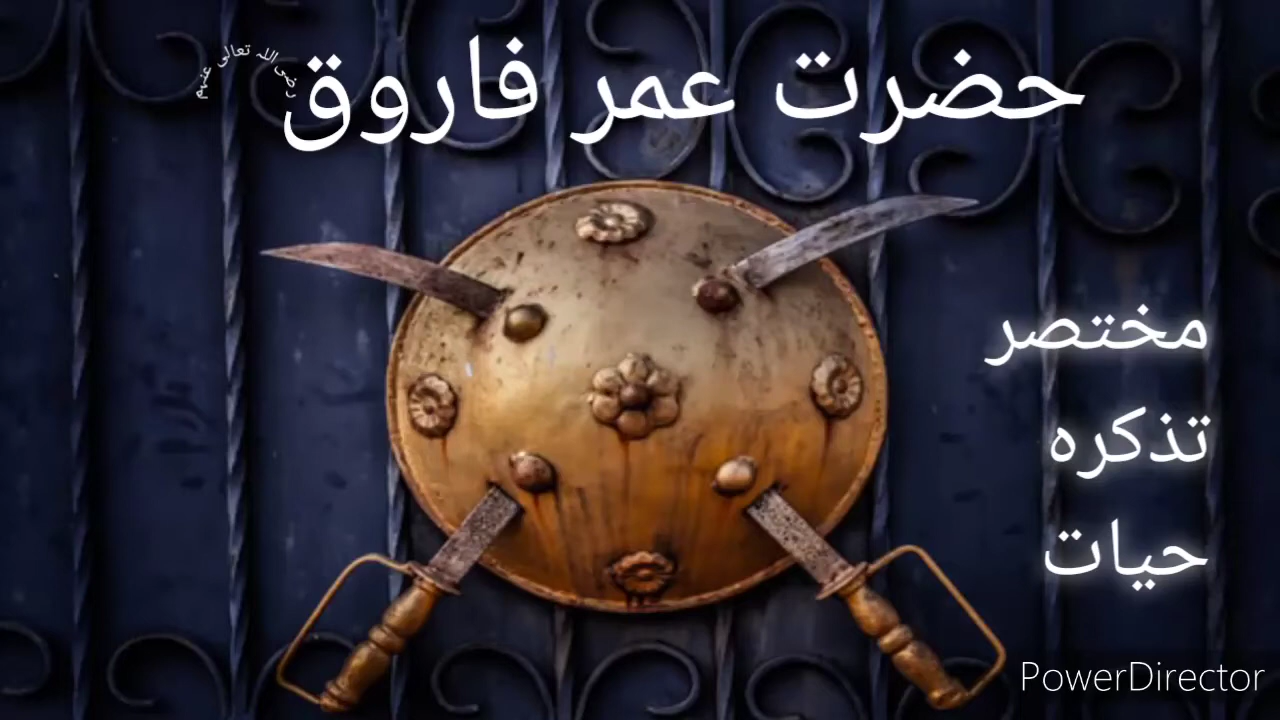 حضرت عمر فاروق رضی اللہ تعالی عنہم
مختصر
تذکرہ
حیات
PowerDirector